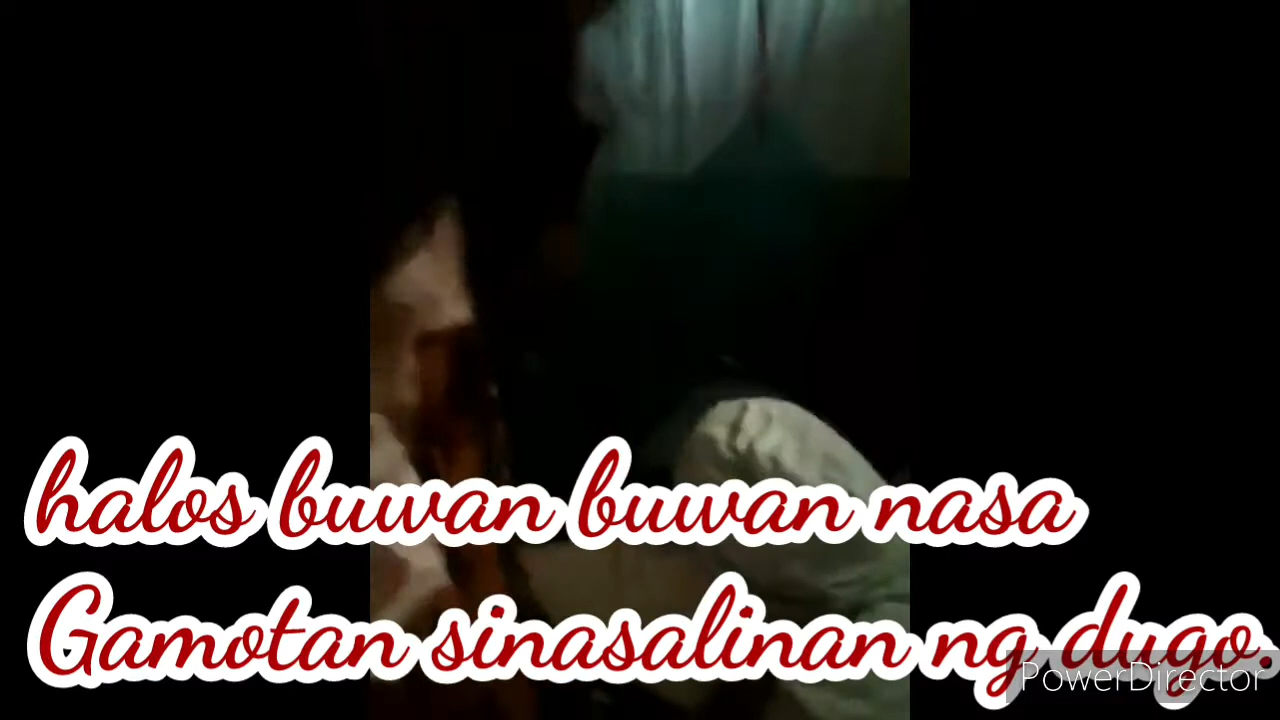 halos buwan buwan nasa
Gamotan sinasalinan ng dugo.
PowerDirector